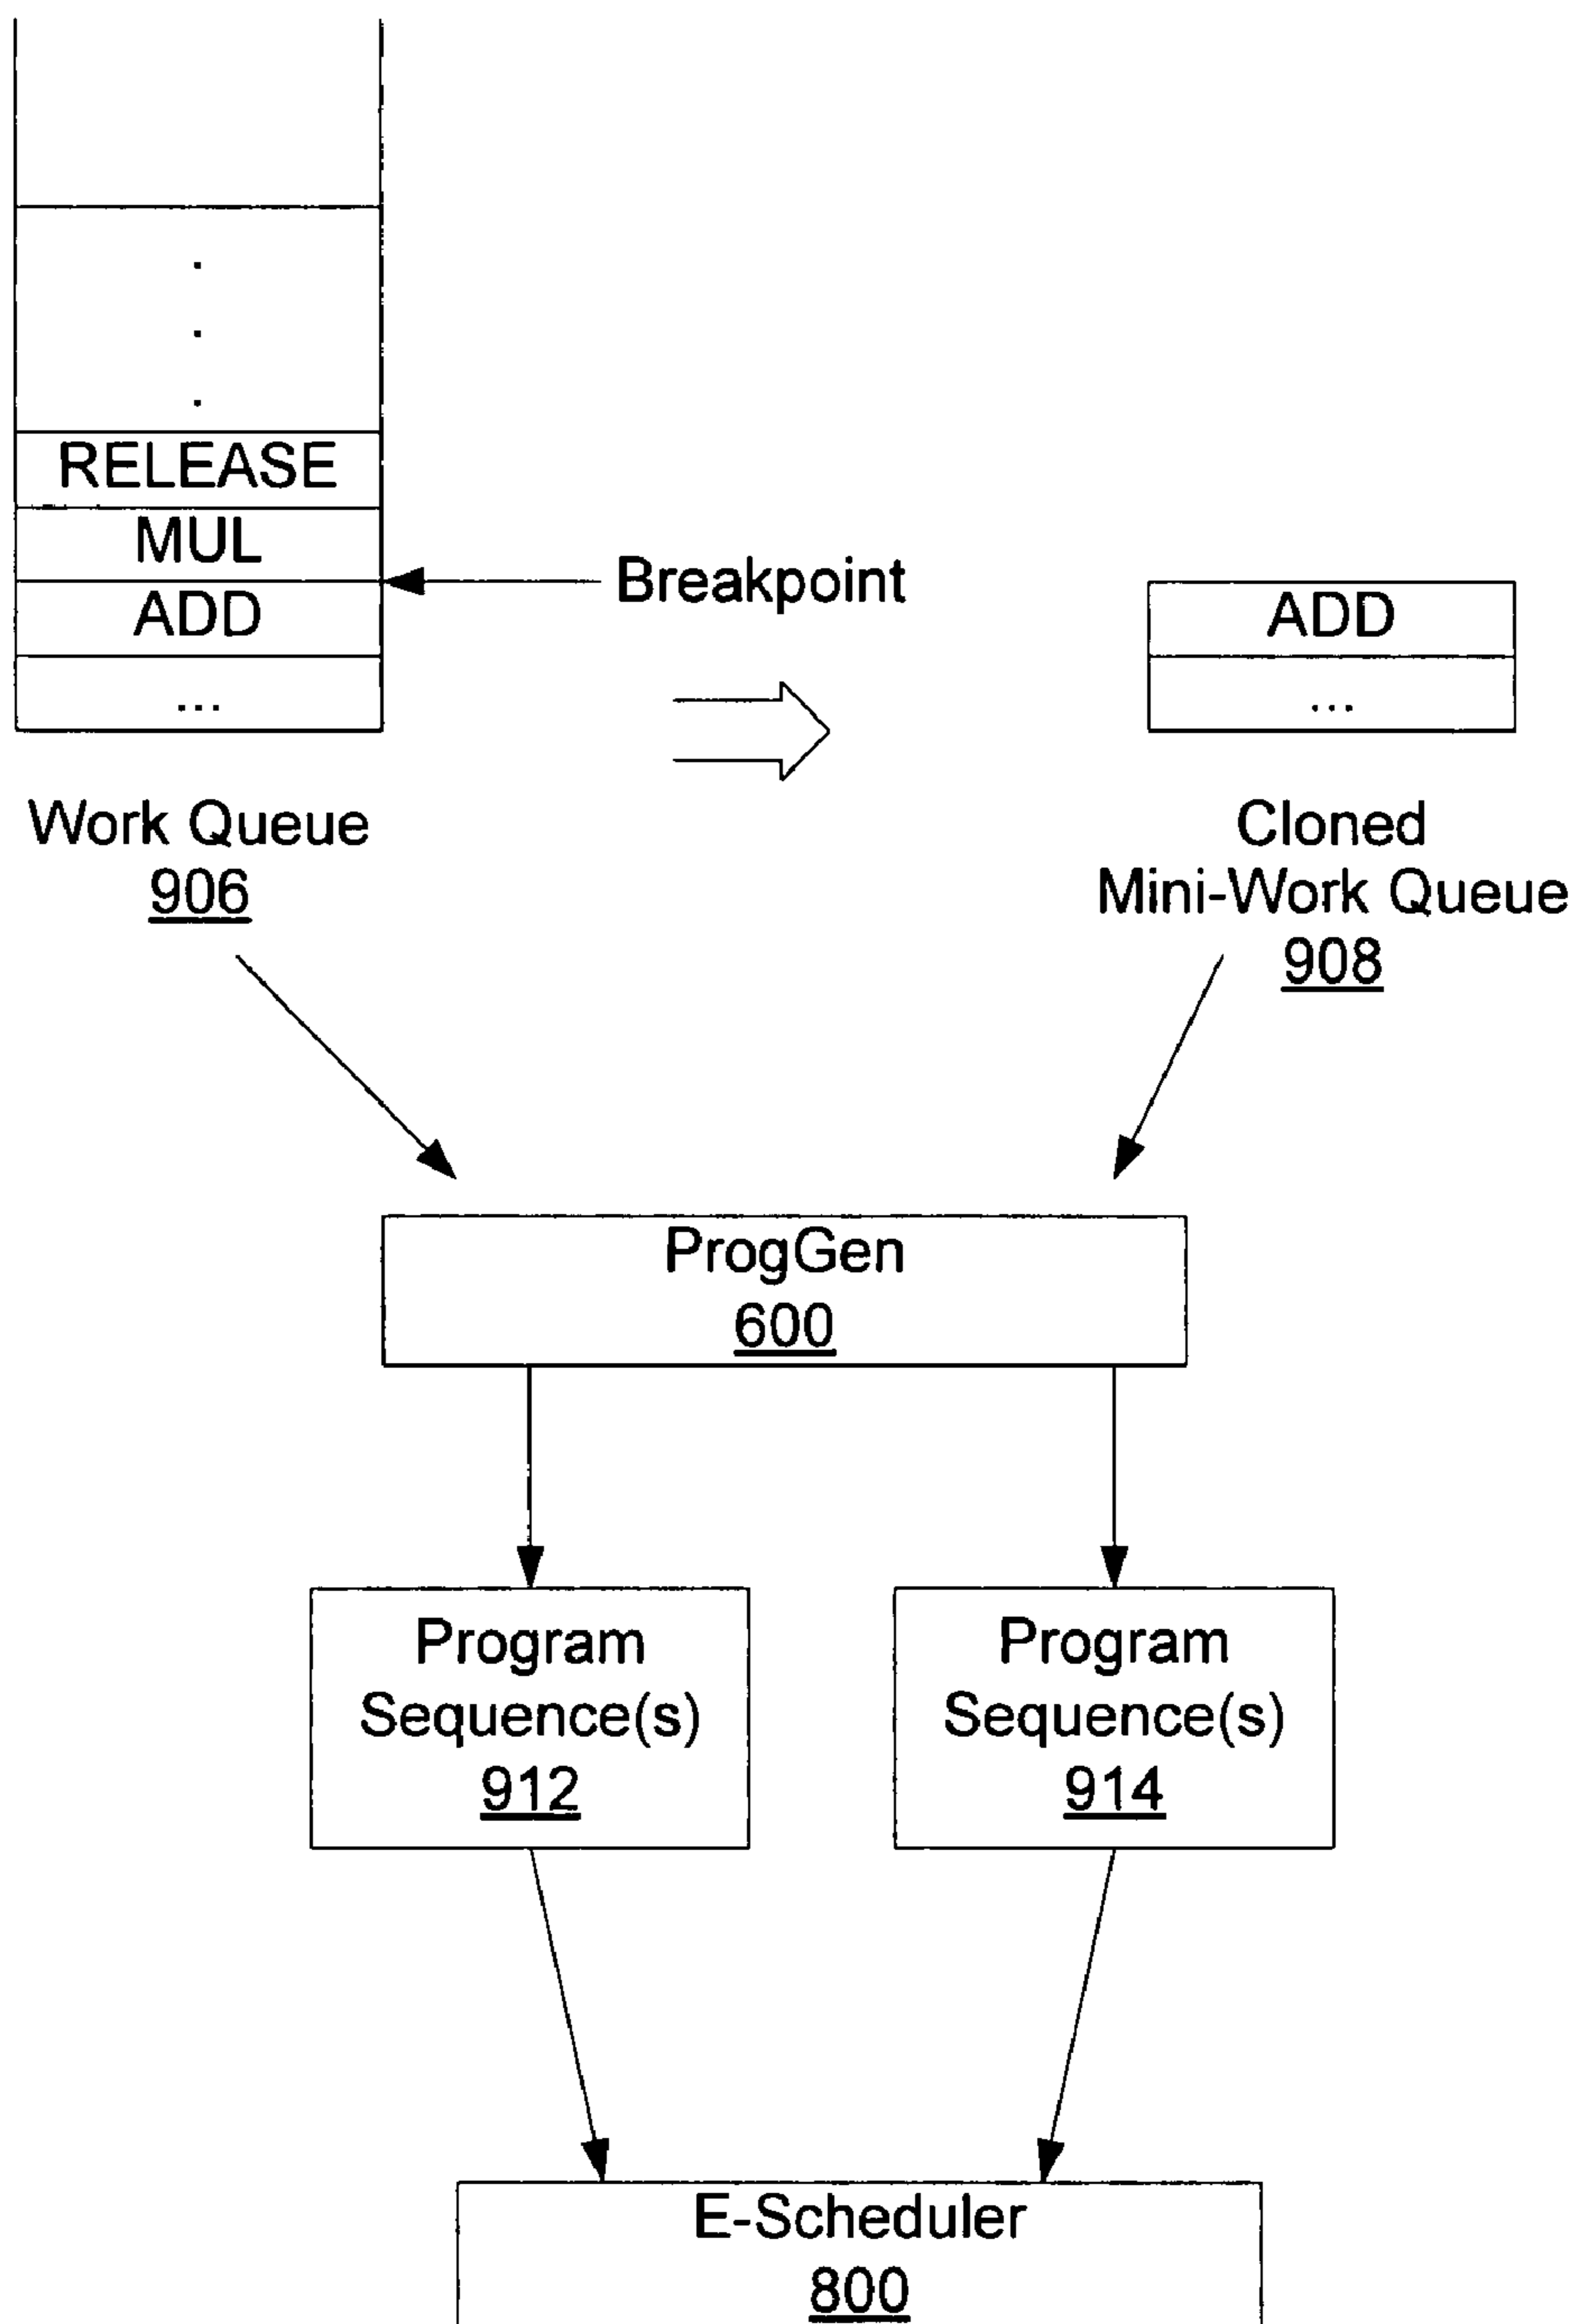 .
.
.
RELEASE
MUL
ADD
...
Breakpoint
ADD
...
Work Queue
906
Cloned
Mini-Work Queue
908
ProgGen
600
Program
Sequence(s)
912
Program
Sequence(s)
914
E-Scheduler
800